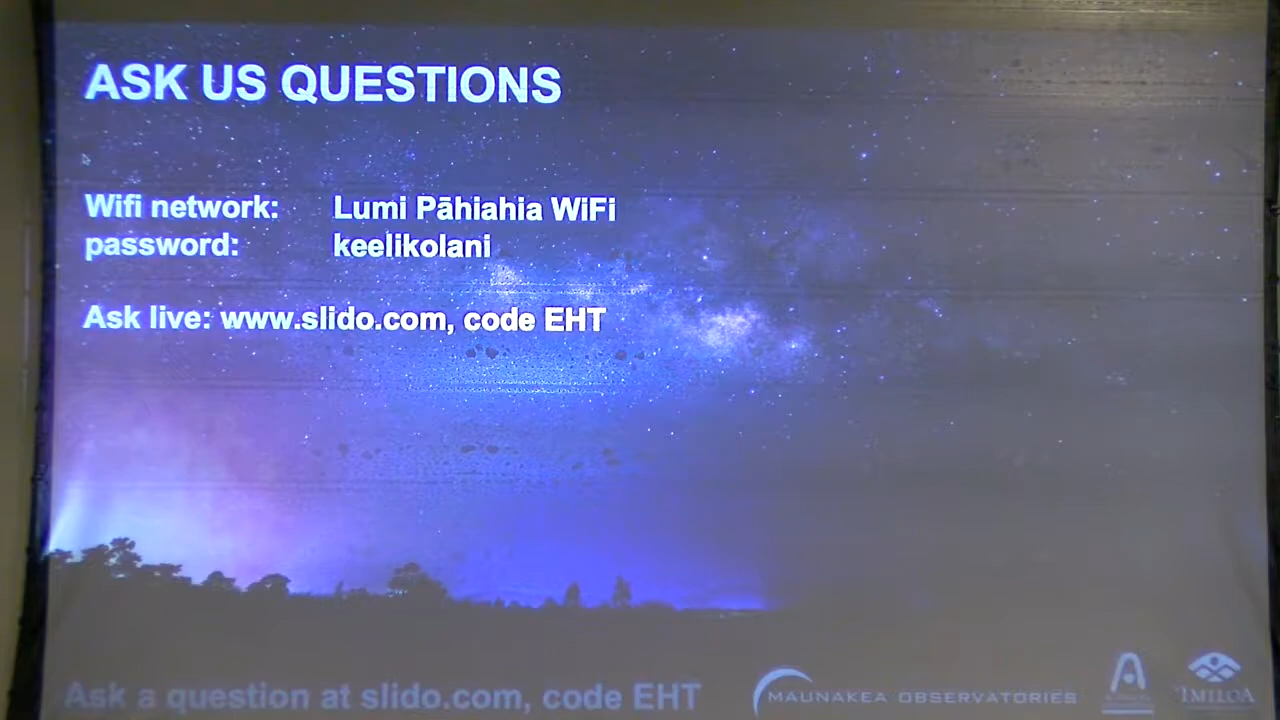 ASK US QUESTIONS
Wifi network: Lumi Pāhiahia WiFi
password: keelikolani
Ask live: www.slido.com, code EHT
Ask a question at slido.com, code EHT
MAUNAKEA OBSERVATORIES
'IMILOA